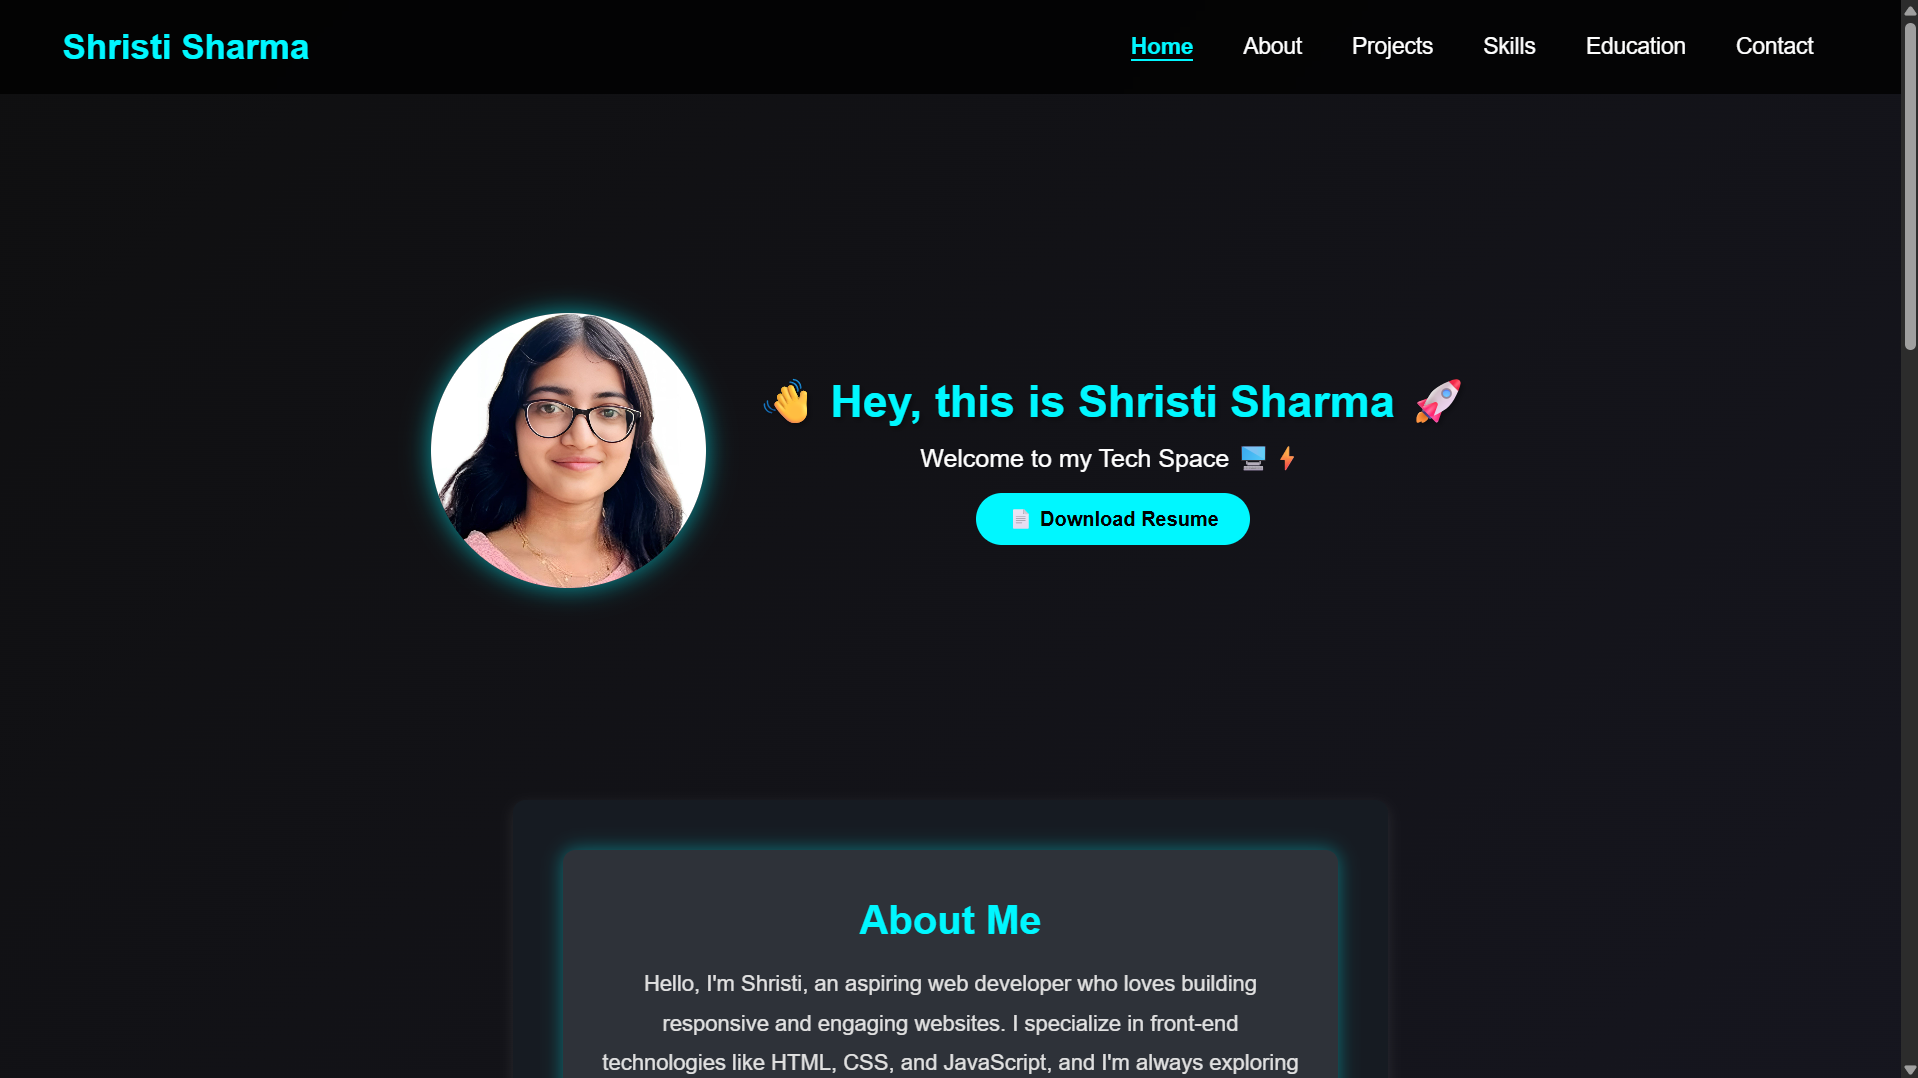 Shristi Sharma
Home About Projects Skills Education Contact
👋 Hey, this is Shristi Sharma 🚀
Welcome to my Tech Space 🖥️ ⚡
📄 Download Resume
About Me
Hello, I'm Shristi, an aspiring web developer who loves building
responsive and engaging websites. I specialize in front-end
technologies like HTML, CSS, and JavaScript, and I'm always exploring